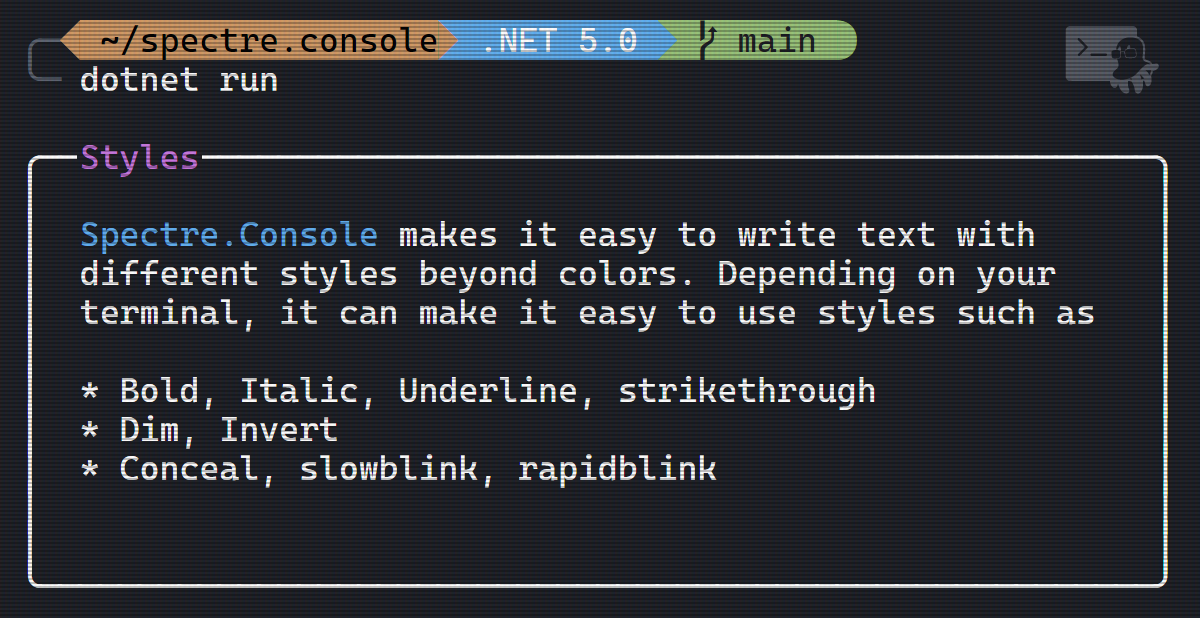 ~/spectre.console .NET 5.0 main
>_
dotnet run
Styles
Spectre.Console makes it easy to write text with
different styles beyond colors. Depending on your
terminal, it can make it easy to use styles such as
* Bold, Italic, Underline, strikethrough
* Dim, Invert
* Conceal, slowblink, rapidblink